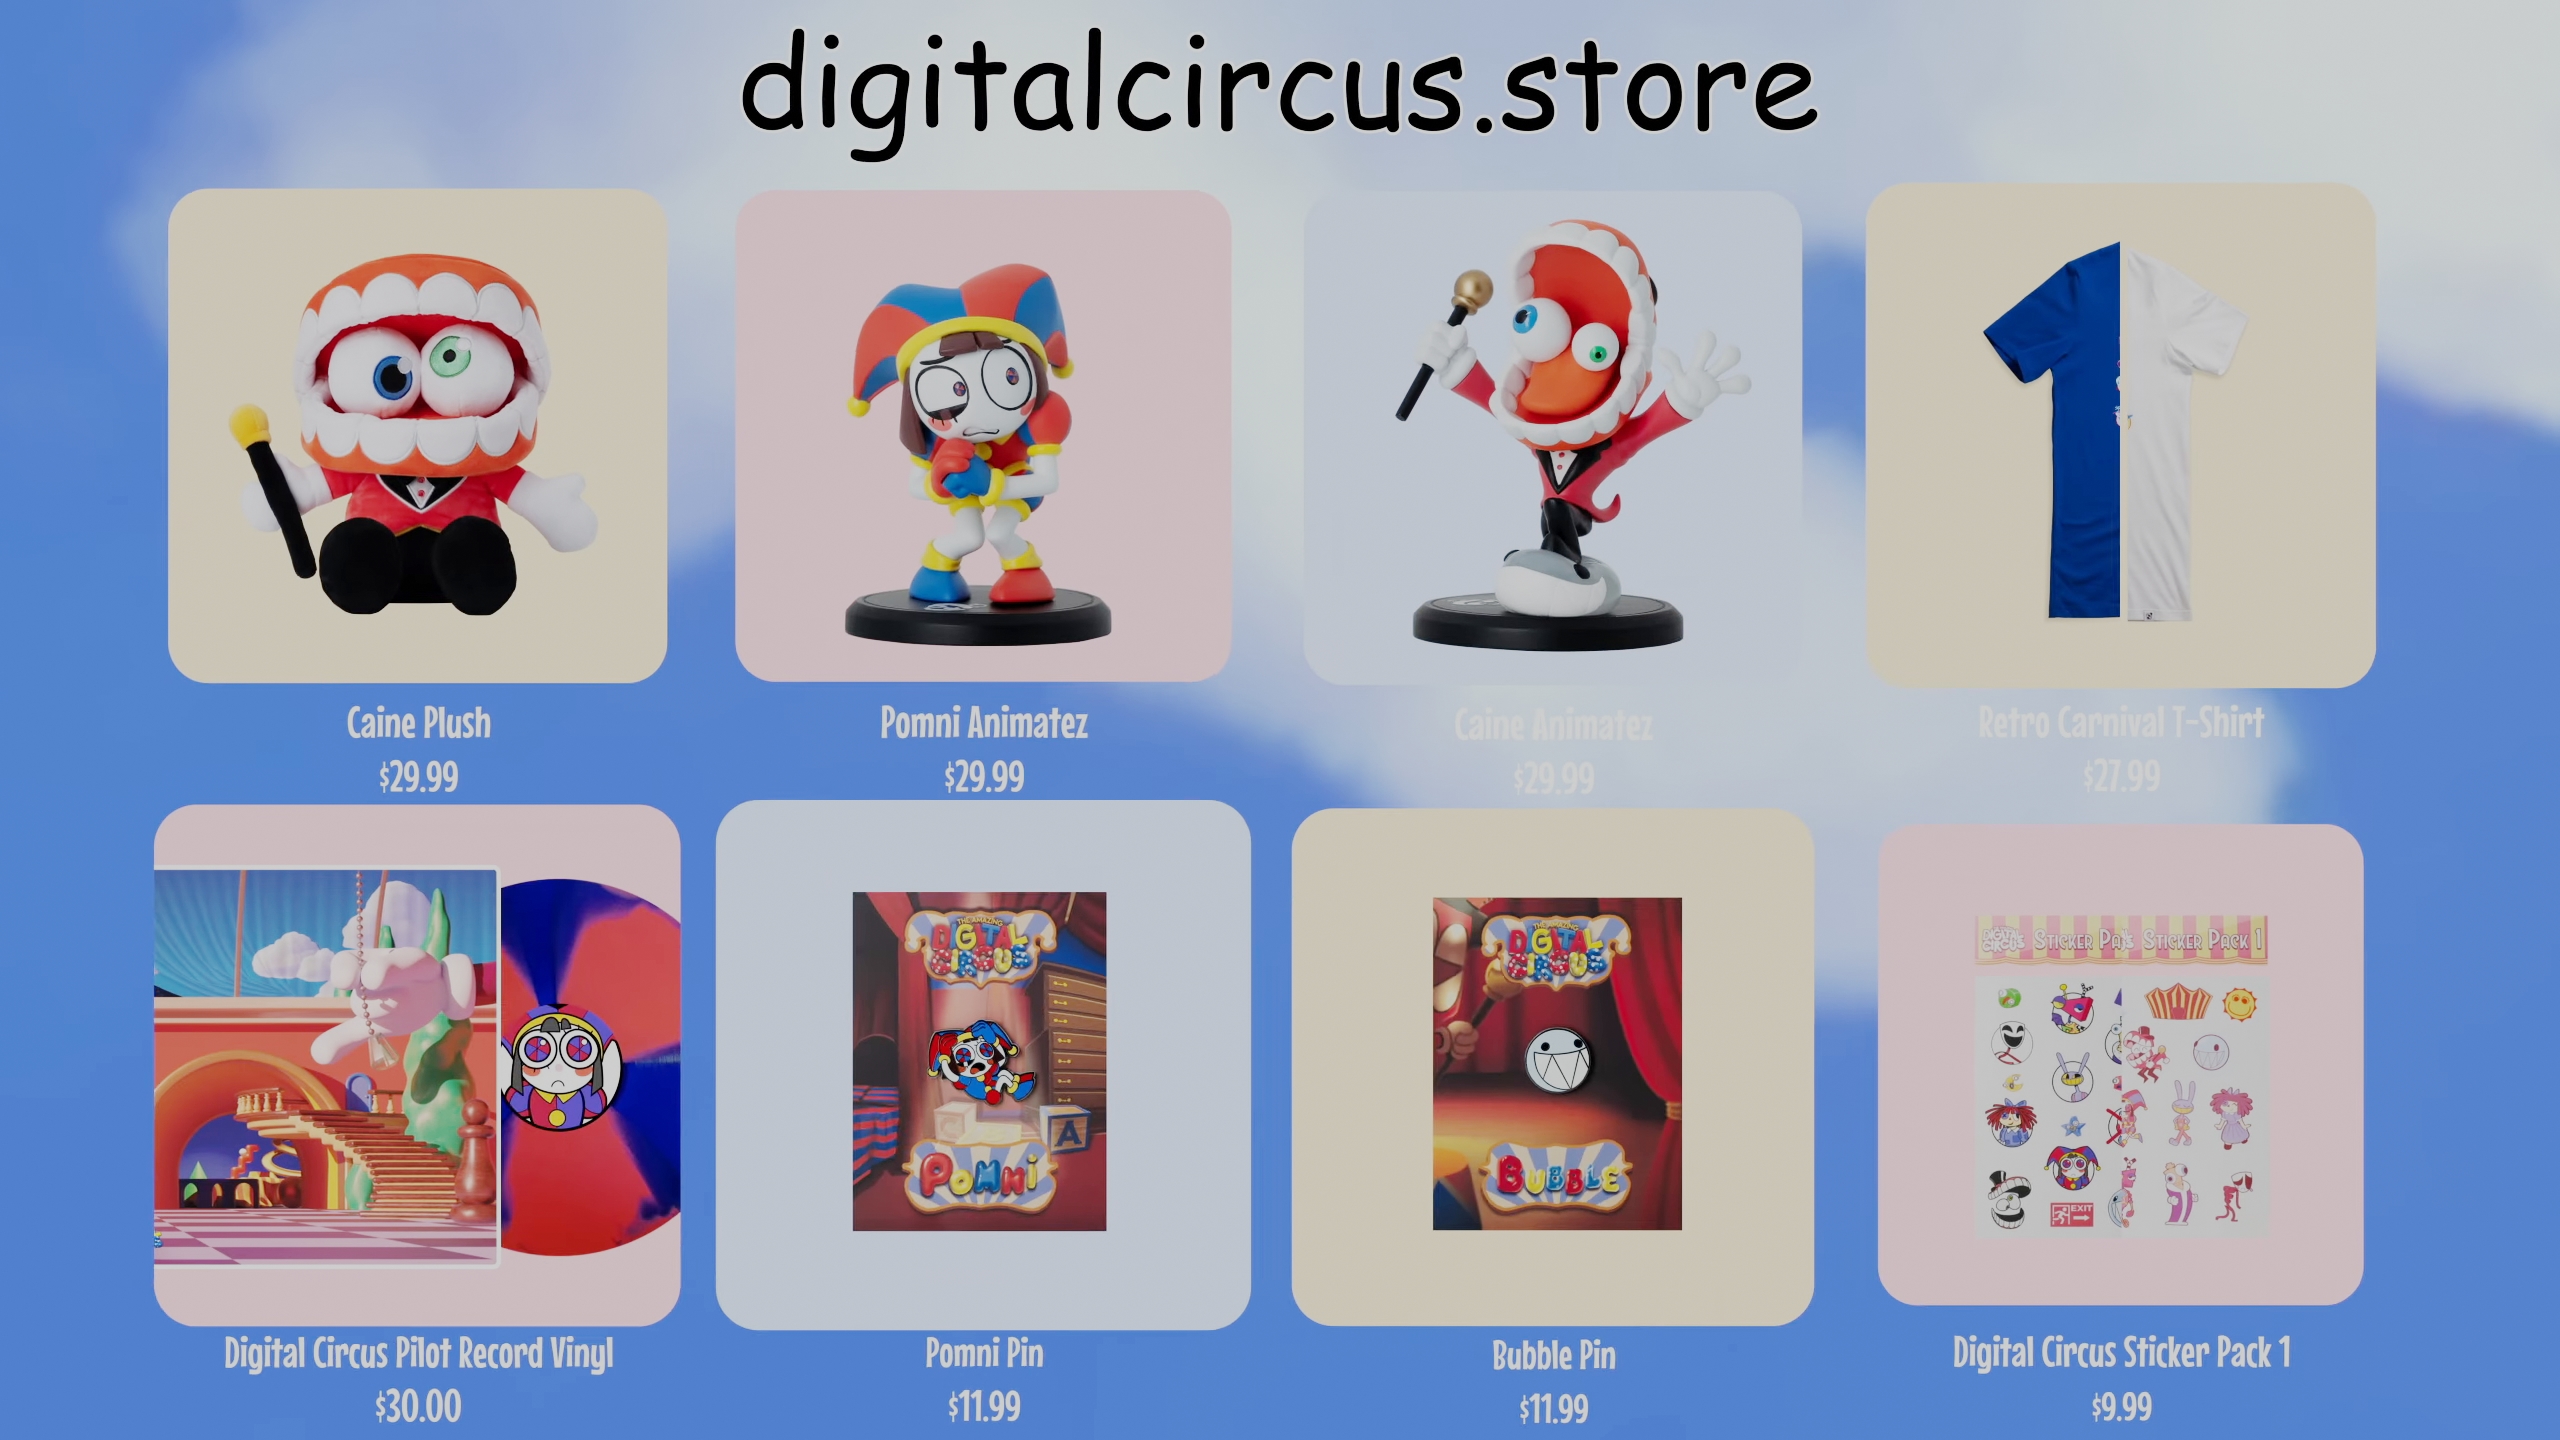 digitalcircus.store
Caine Plush
$29.99
Pomni Animatez
$29.99
Caine Animatez
$29.99
Retro Carnival T-Shirt
$27.99
Digital Circus Pilot Record Vinyl
$30.00
THE AMAZING
DIGITAL
CIRCUS
A
POMNI
Pomni Pin
$11.99
THE AMAZING
DIGITAL
CIRCUS
BUBBLE
Bubble Pin
$11.99
DIGITAL
CIRCUS
STICKER PA
STICKER PACK 1
EXIT
Digital Circus Sticker Pack 1
$9.99